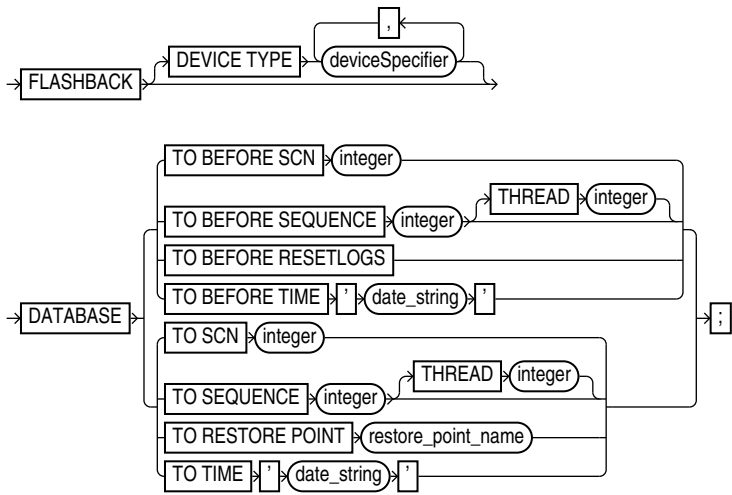 ,
DEVICE TYPE deviceSpecifier
FLASHBACK
TO BEFORE SCN integer
THREAD integer
TO BEFORE SEQUENCE integer
TO BEFORE RESETLOGS
TO BEFORE TIME ' date_string '
DATABASE ;
TO SCN integer
THREAD integer
TO SEQUENCE integer
TO RESTORE POINT restore_point_name
TO TIME ' date_string '